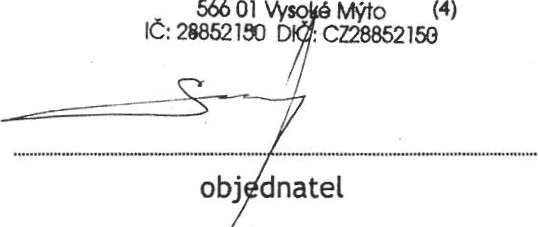 566 01 Vysoké Mýto (4)
IČ: 28852150 DIČ: CZ28852150
objednatel